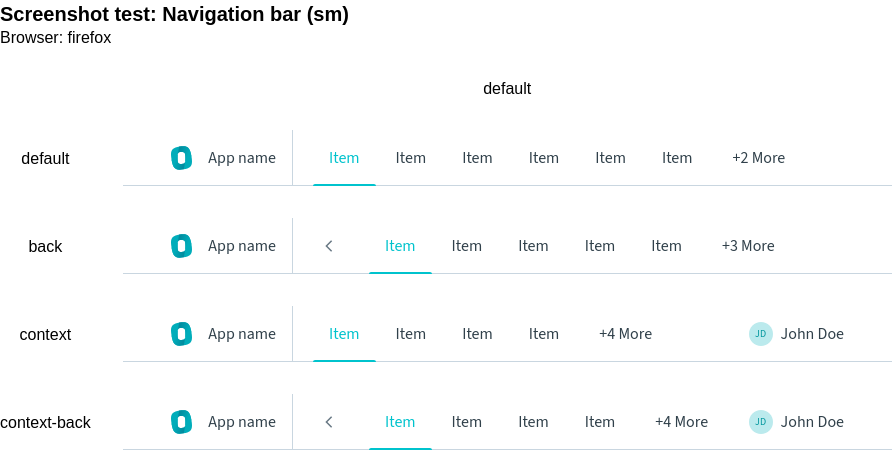 Screenshot test: Navigation bar (sm)
Browser: firefox
default
default App name Item Item Item Item Item Item +2 More
back App name Item Item Item Item Item +3 More
context App name Item Item Item Item +4 More JD John Doe
context-back App name Item Item Item Item +4 More JD John Doe